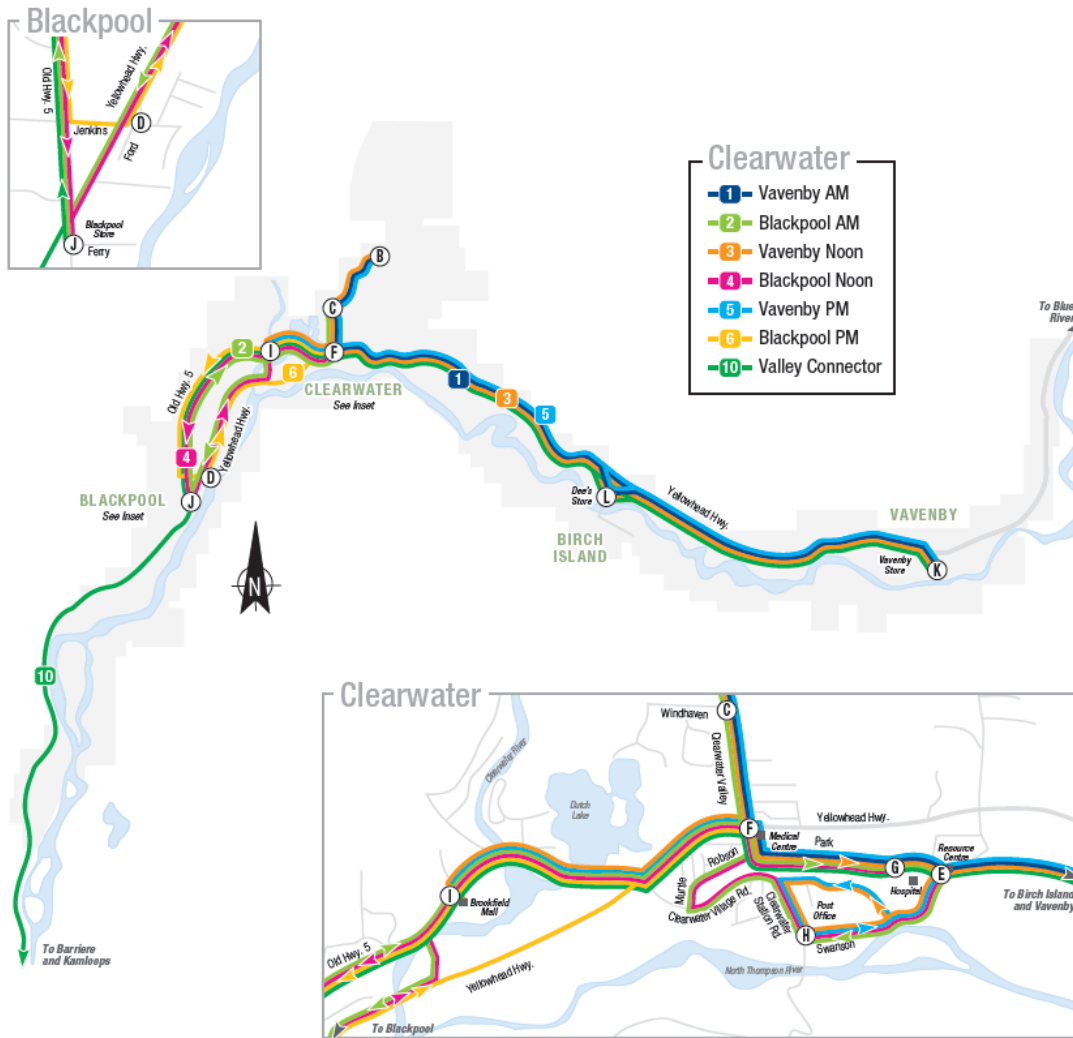 Blackpool
Old Hwy. 5
Yellowhead Hwy.
Jenkins
D
Ford
Blackpool
Store
J
Ferry
Clearwater
1 Vavenby AM
2 Blackpool AM
3 Vavenby Noon
4 Blackpool Noon
5 Vavenby PM
6 Blackpool PM
10 Valley Connector
B
C
To Blue
River
2
I
F
6
1
CLEARWATER
See Inset
Old Hwy. 5
3
5
4
D
Yellowhead Hwy.
BLACKPOOL
See Inset
J
Dee's
Store
L
Yellowhead Hwy.
BIRCH
ISLAND
VAVENBY
Vavenby
Store
K
N
10
To Barriere
and Kamloops
Clearwater
Windhaven
C
Clearwater River
Clearwater Valley
Dutch
Lake
F
Yellowhead Hwy.
Medical
Centre
Park
Resource
Centre
Robson
G
E
Hospital
I
Brookfield
Mall
Murtle
Clearwater Village Rd.
Clearwater
Station Rd.
Post
Office
To Birch Island
and Vavenby
H
Swanson
Old Hwy. 5
Yellowhead Hwy.
North Thompson River
To Blackpool